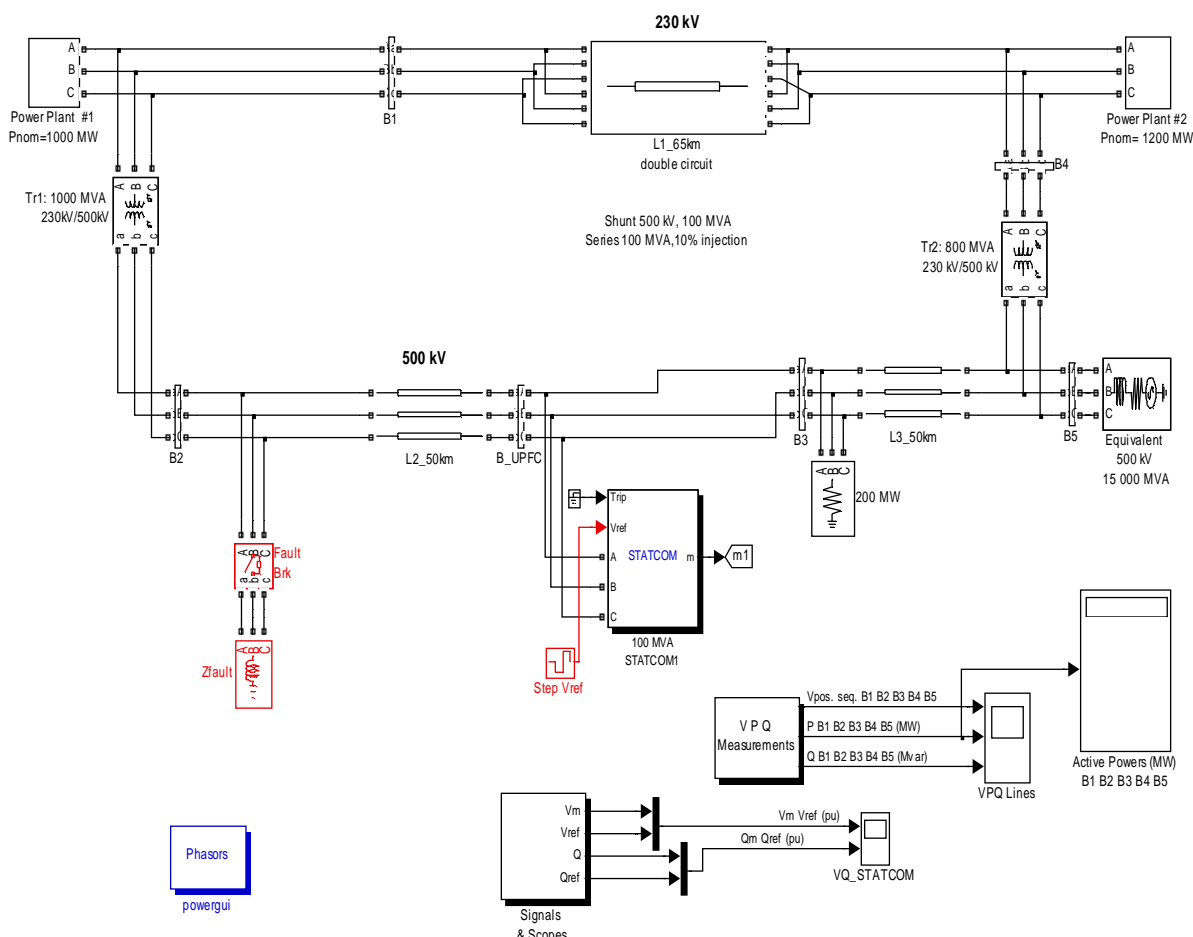 230 kV
A
B
C
Power Plant #1
Pnom=1000 MW
B1
L1_65km
double circuit
A
B
C
Power Plant #2
Pnom= 1200 MW
B4
Tr1: 1000 MVA
230kV/500kV
A B C
a b c
Shunt 500 kV, 100 MVA
Series 100 MVA,10% injection
Tr2: 800 MVA
230 kV/500 kV
A B C
a b c
500 kV
B2
L2_50km
B_UPFC
B3
L3_50km
B5
A
B
C
Equivalent
500 kV
15 000 MVA
A B C
200 MW
Trip
Vref
A
B
C
STATCOM
m
m1
100 MVA
STATCOM1
A B C
a b c
Fault
Brk
A B C
Zfault
Step Vref
V P Q
Measurements
Vpos. seq. B1 B2 B3 B4 B5
P B1 B2 B3 B4 B5 (MW)
Q B1 B2 B3 B4 B5 (Mvar)
VPQ Lines
Active Powers (MW)
B1 B2 B3 B4 B5
Phasors
powergui
Vm
Vref
Q
Qref
Signals
& Scopes
Vm Vref (pu)
Qm Qref (pu)
VQ_STATCOM